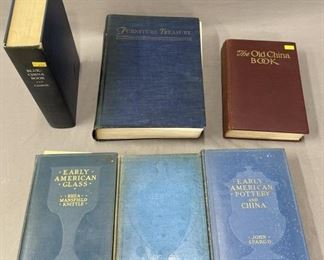 BLUE-
CHINA
BOOK
FURNITURE TREASURY
The Old China
BOOK
EARLY
AMERICAN
GLASS
RHEA
MANSFIELD
KNITTLE
EARLY
AMERICAN
POTTERY
AND
CHINA
JOHN
SPARGO